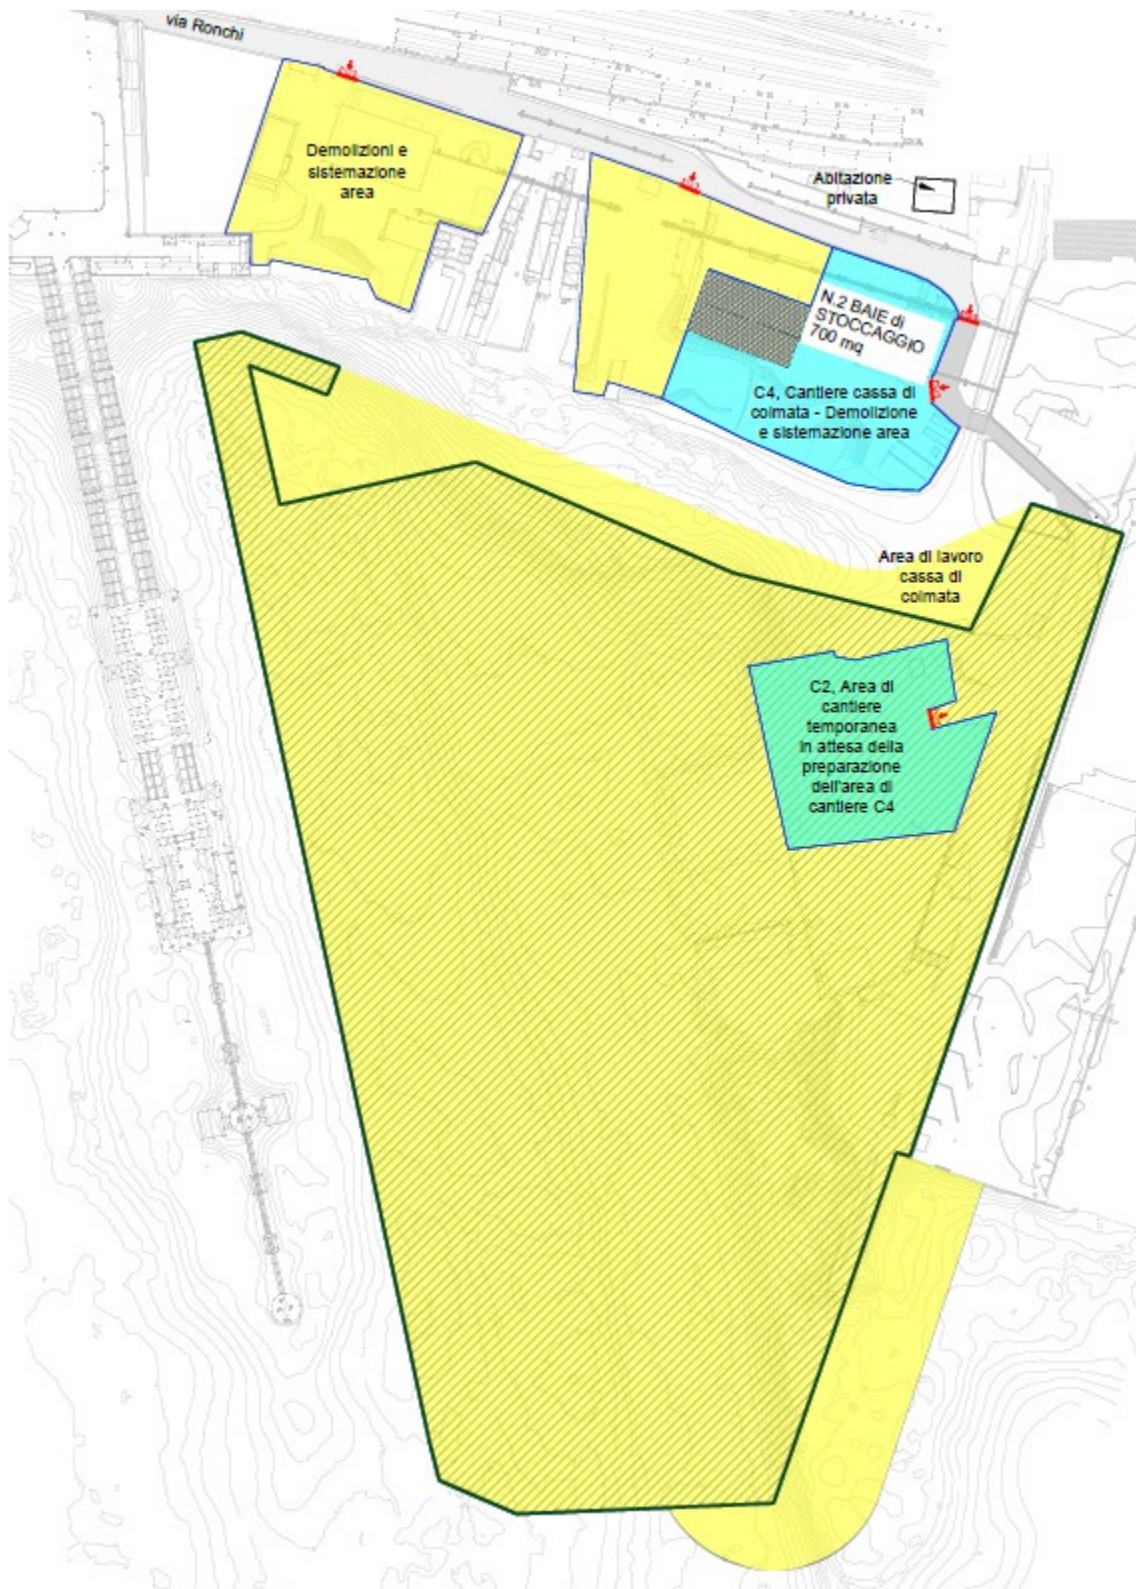 via Ronchi
Demolizioni e
sistemazione
area
Abitazione
privata
N.2 BAIE di
STOCCAGGIO
700 mq
C4, Cantiere cassa di
colmata - Demolizione
e sistemazione area
Area di lavoro
cassa di
colmata
C2, Area di
cantiere
temporanea
in attesa della
preparazione
dell'area di
cantiere C4